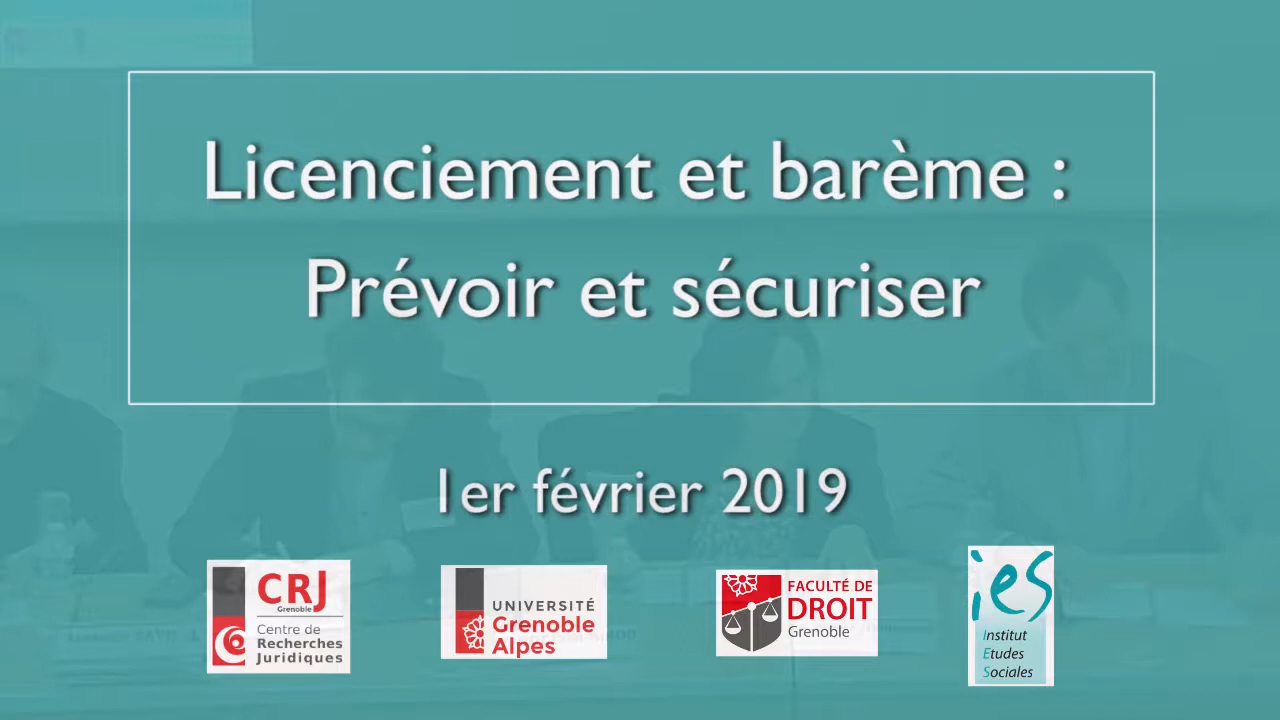 Licenciement et barème :
Prévoir et sécuriser
1er février 2019
CRJ
Grenoble
Centre de
Recherches
Juridiques
UNIVERSITÉ
Grenoble
Alpes
FACULTÉ DE
DROIT
Grenoble
ies
Institut
Etudes
Sociales